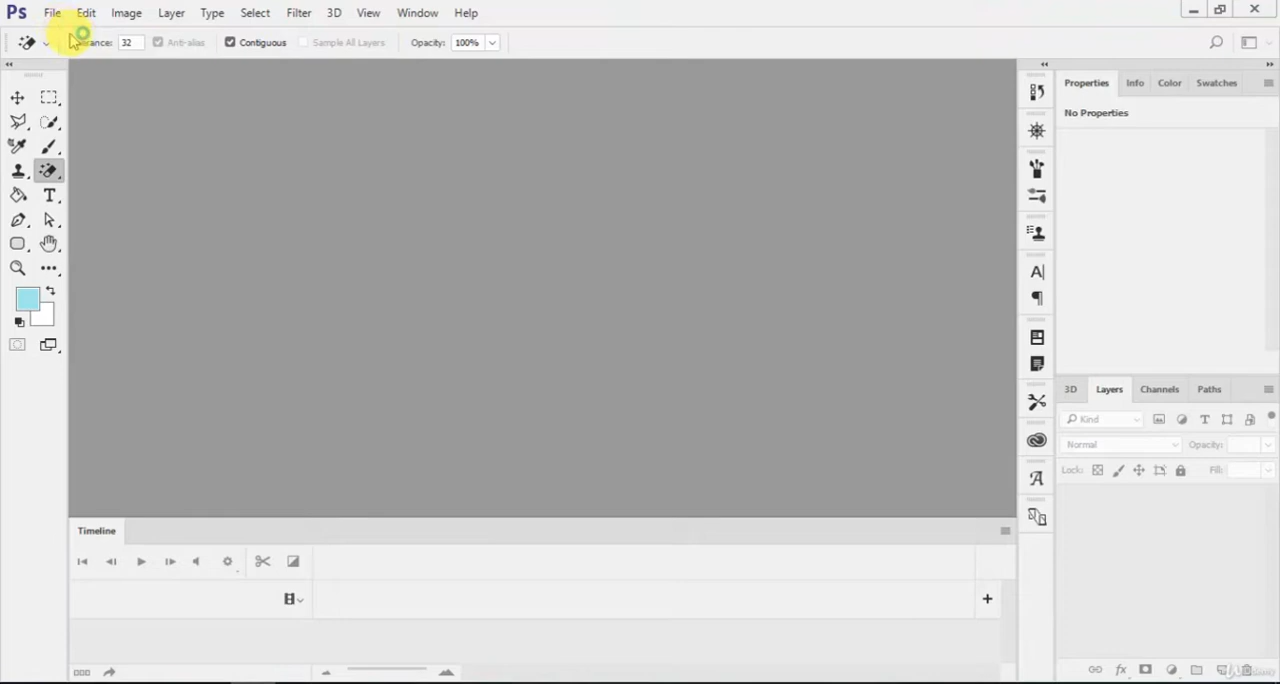 Ps File Edit Image Layer Type Select Filter 3D View Window Help
32 Anti-alias Contiguous Sample All Layers Opacity: 100%
Properties Info Color Swatches
No Properties
3D Layers Channels Paths
Kind
Normal Opacity:
Lock: Fill:
Timeline